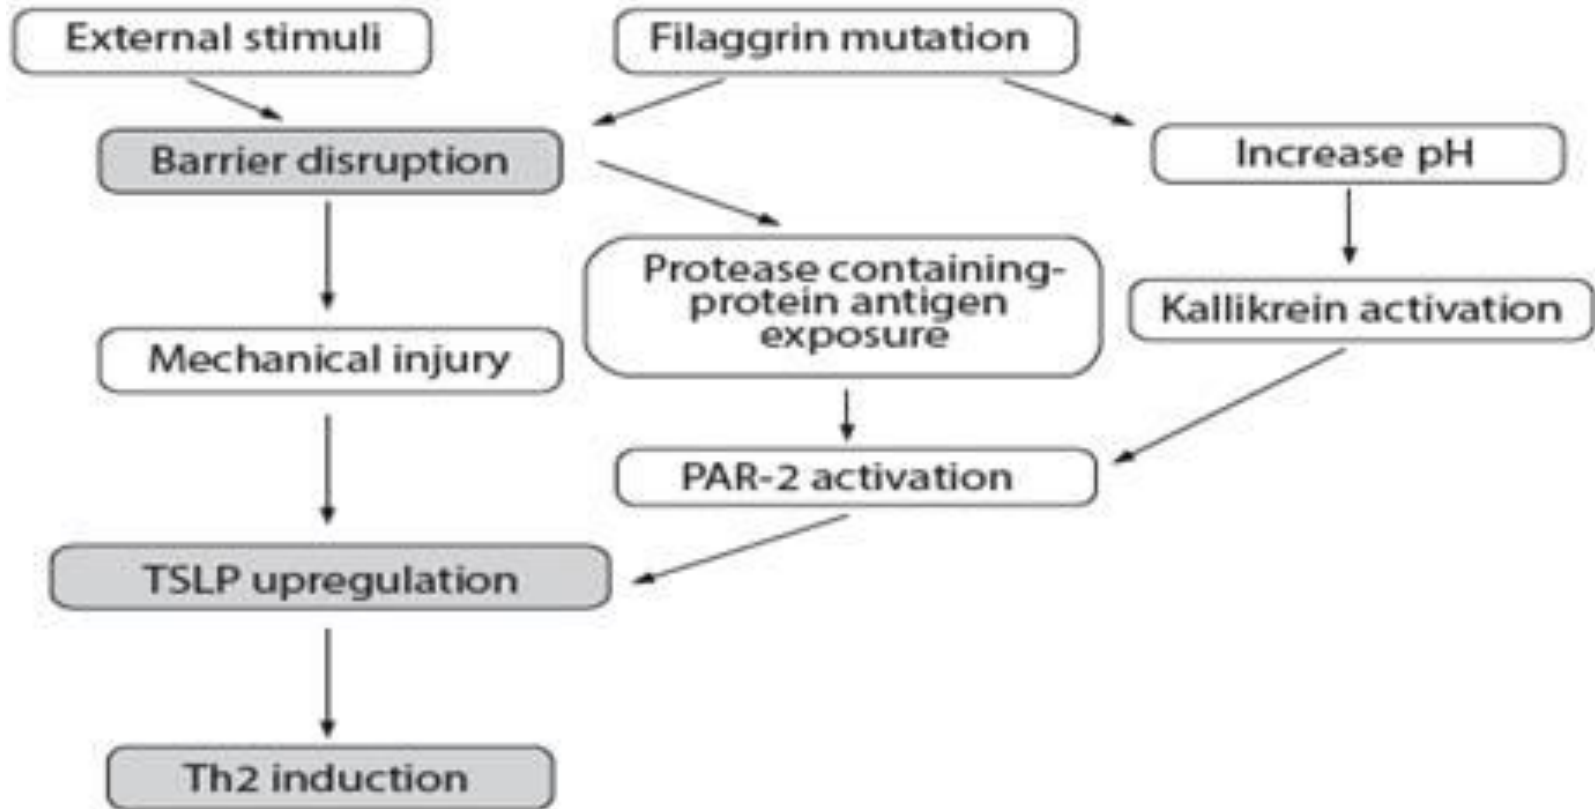 External stimuli
Filaggrin mutation
Barrier disruption
Increase pH
Protease containing-
protein antigen
exposure
Kallikrein activation
Mechanical injury
PAR-2 activation
TSLP upregulation
Th2 induction